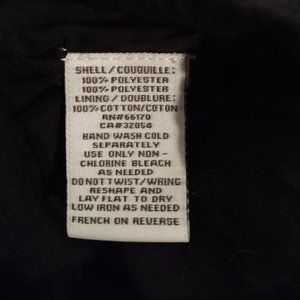 SHELL/COUQUILLE:
100% POLYESTER
100% POLYESTER
LINING/DOUBLURE:
100% COTTON/COTON
RN#66170
CA#32054
HAND WASH COLD
SEPARATELY
USE ONLY NON-
CHLORINE BLEACH
AS NEEDED
DO NOT TWIST/WRING
RESHAPE AND
LAY FLAT TO DRY
LOW IRON AS NEEDED
FRENCH ON REVERSE